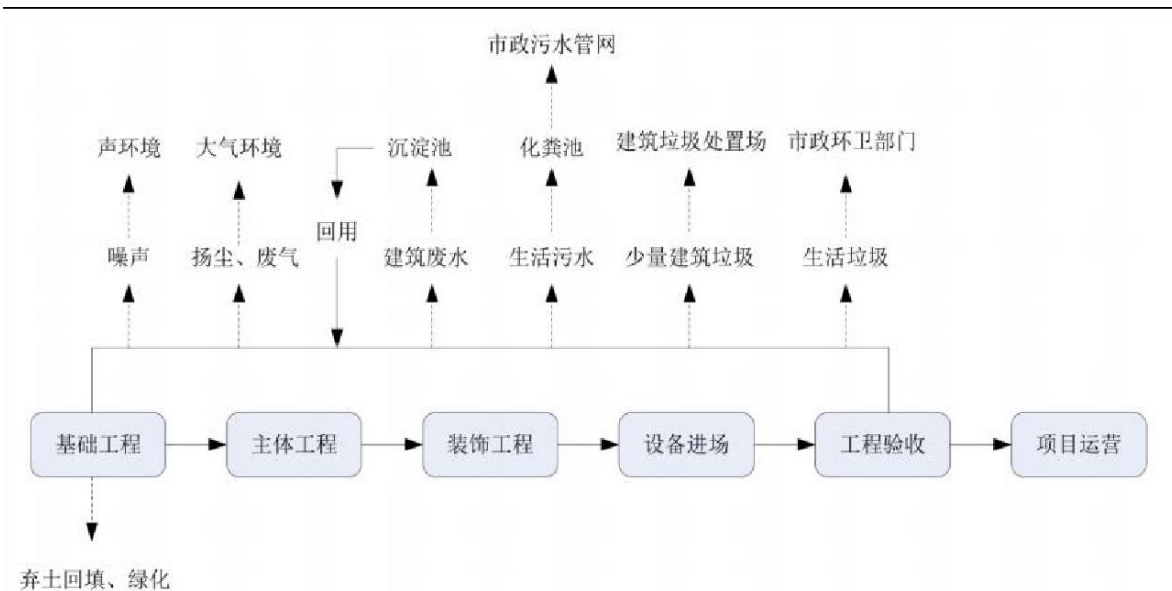 市政污水管网
声环境
大气环境
沉淀池
化粪池
建筑垃圾处置场
市政环卫部门
回用
噪声
扬尘、废气
建筑废水
生活污水
少量建筑垃圾
生活垃圾
基础工程
主体工程
装饰工程
设备进场
工程验收
项目运营
弃土回填、绿化